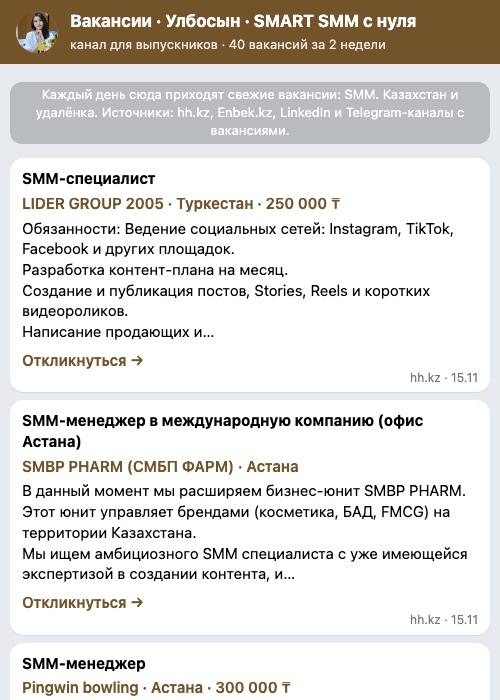 Вакансии · Улбосын · SMART SMM с нуля
канал для выпускников · 40 вакансий за 2 недели
Каждый день сюда приходят свежие вакансии: SMM. Казахстан и
удалёнка. Источники: hh.kz, Enbek.kz, LinkedIn и Telegram-каналы с
вакансиями.
SMM-специалист
LIDER GROUP 2005 · Туркестан · 250 000 ₸
Обязанности: Ведение социальных сетей: Instagram, TikTok,
Facebook и других площадок.
Разработка контент-плана на месяц.
Создание и публикация постов, Stories, Reels и коротких
видеороликов.
Написание продающих и...
Откликнуться →
hh.kz · 15.11
SMM-менеджер в международную компанию (офис
Астана)
SMBP PHARM (СМБП ФАРМ) · Астана
В данный момент мы расширяем бизнес-юнит SMBP PHARM.
Этот юнит управляет брендами (косметика, БАД, FMCG) на
территории Казахстана.
Мы ищем амбициозного SMM специалиста с уже имеющейся
экспертизой в создании контента, и...
Откликнуться →
hh.kz · 15.11
SMM-менеджер
Pingwin bowling · Астана · 300 000 ₸